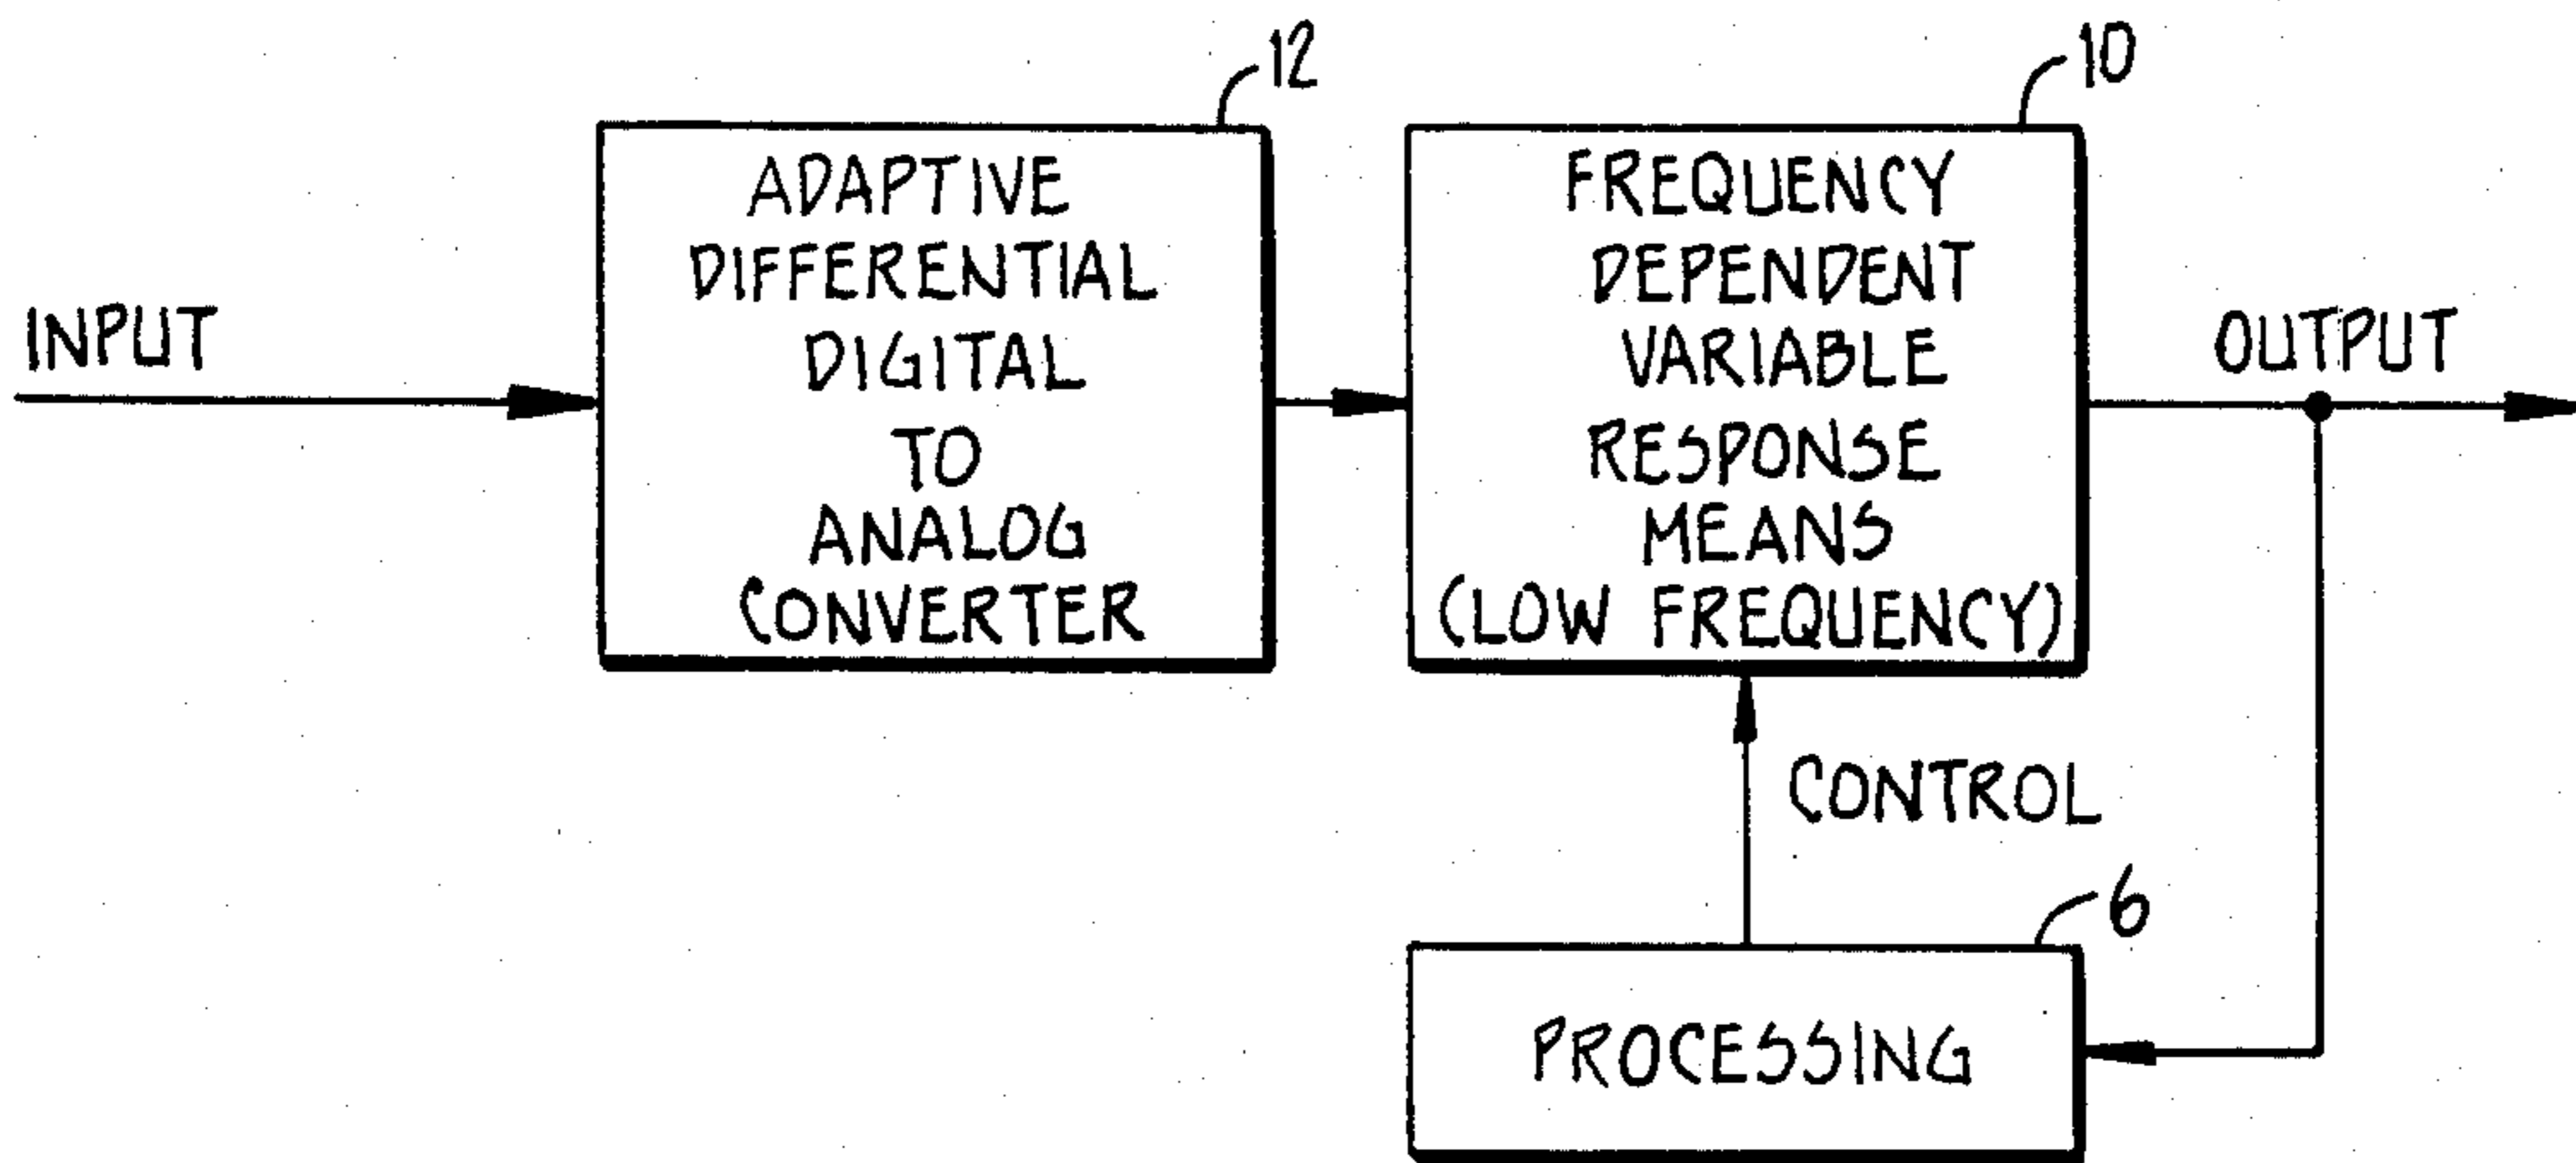 12
10
ADAPTIVE
DIFFERENTIAL
DIGITAL
TO
ANALOG
CONVERTER
FREQUENCY
DEPENDENT
VARIABLE
RESPONSE
MEANS
(LOW FREQUENCY)
INPUT
OUTPUT
CONTROL
6
PROCESSING